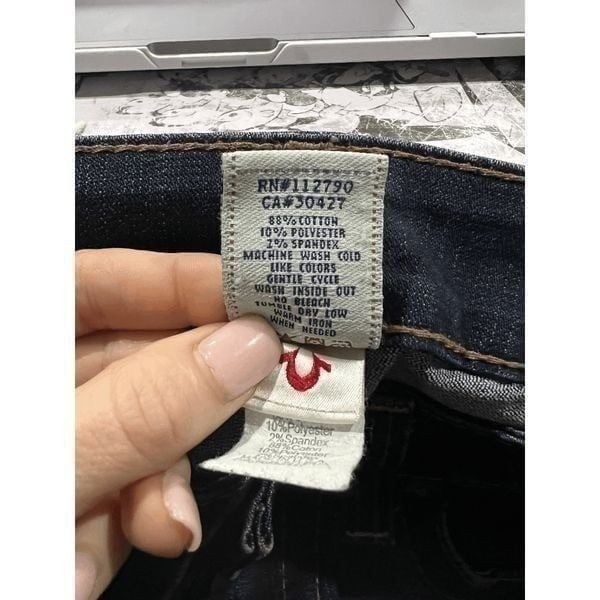 RN#112790
CA#30427
88% COTTON
10% POLYESTER
2% SPANDEX
MACHINE WASH COLD
LIKE COLORS
GENTLE CYCLE
WASH INSIDE OUT
NO BLEACH
TUMBLE DRY LOW
WARM IRON
WHEN NEEDED
10%Polyester
2%Spandex